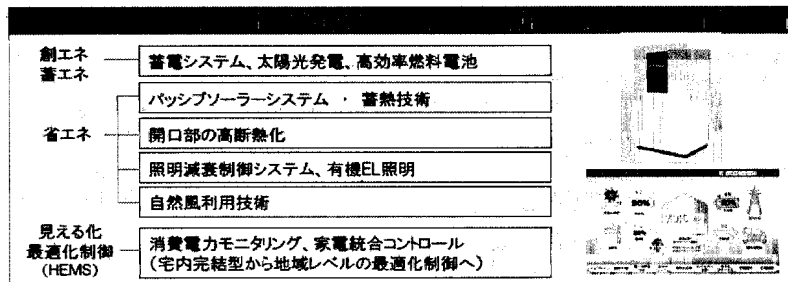 創エネ
蓄エネ
蓄電システム、太陽光発電、高効率燃料電池
パッシブソーラーシステム ・ 蓄熱技術
省エネ
開口部の高断熱化
照明減衰制御システム、有機EL照明
自然風利用技術
見える化
最適化制御
(HEMS)
消費電力モニタリング、家電統合コントロール
(宅内完結型から地域レベルの最適化制御へ)